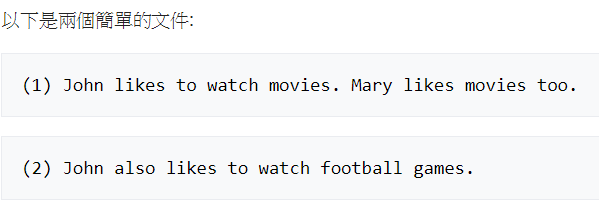 以下是兩個簡單的文件:
(1) John likes to watch movies. Mary likes movies too.
(2) John also likes to watch football games.